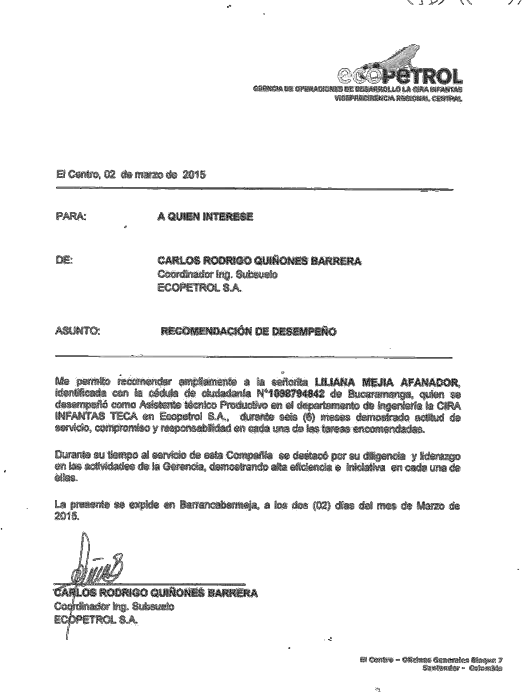 ecopetrol
GERENCIA DE OPERACIONES DE DESARROLLO LA CIRA INFANTAS
VICEPRECIDENCIA REGIONAL CENTRAL
El Centro, 02 de marzo de 2015
PARA: A QUIEN INTERESE
DE: CARLOS RODRIGO QUIÑONES BARRERA
Coordinador Ing. Subsuelo
ECOPETROL S.A.
ASUNTO: RECOMENDACIÓN DE DESEMPEÑO
Me permito recomendar ampliamente a la señorita LILIANA MEJIA AFANADOR,
identificada con la cédula de ciudadanía N°1098794842 de Bucaramanga, quien se
desempeñó como Asistente técnico Productivo en el departamento de Ingeniería la CIRA
INFANTAS TECA en Ecopetrol S.A., durante seis (6) meses demostrado actitud de
servicio, compromiso y responsabilidad en cada una de las tareas encomendadas.
Durante su tiempo al servicio de esta Compañía se destacó por su diligencia y liderazgo
en las actividades de la Gerencia, demostrando alta eficiencia e iniciativa en cada una de
ellas.
La presente se expide en Barrancabermeja, a los dos (02) días del mes de Marzo de
2015.
CARLOS RODRIGO QUIÑONES BARRERA
Coordinador Ing. Subsuelo
ECOPETROL S.A.
El Centro – Oficinas Generales Bloque 7
Santander - Colombia